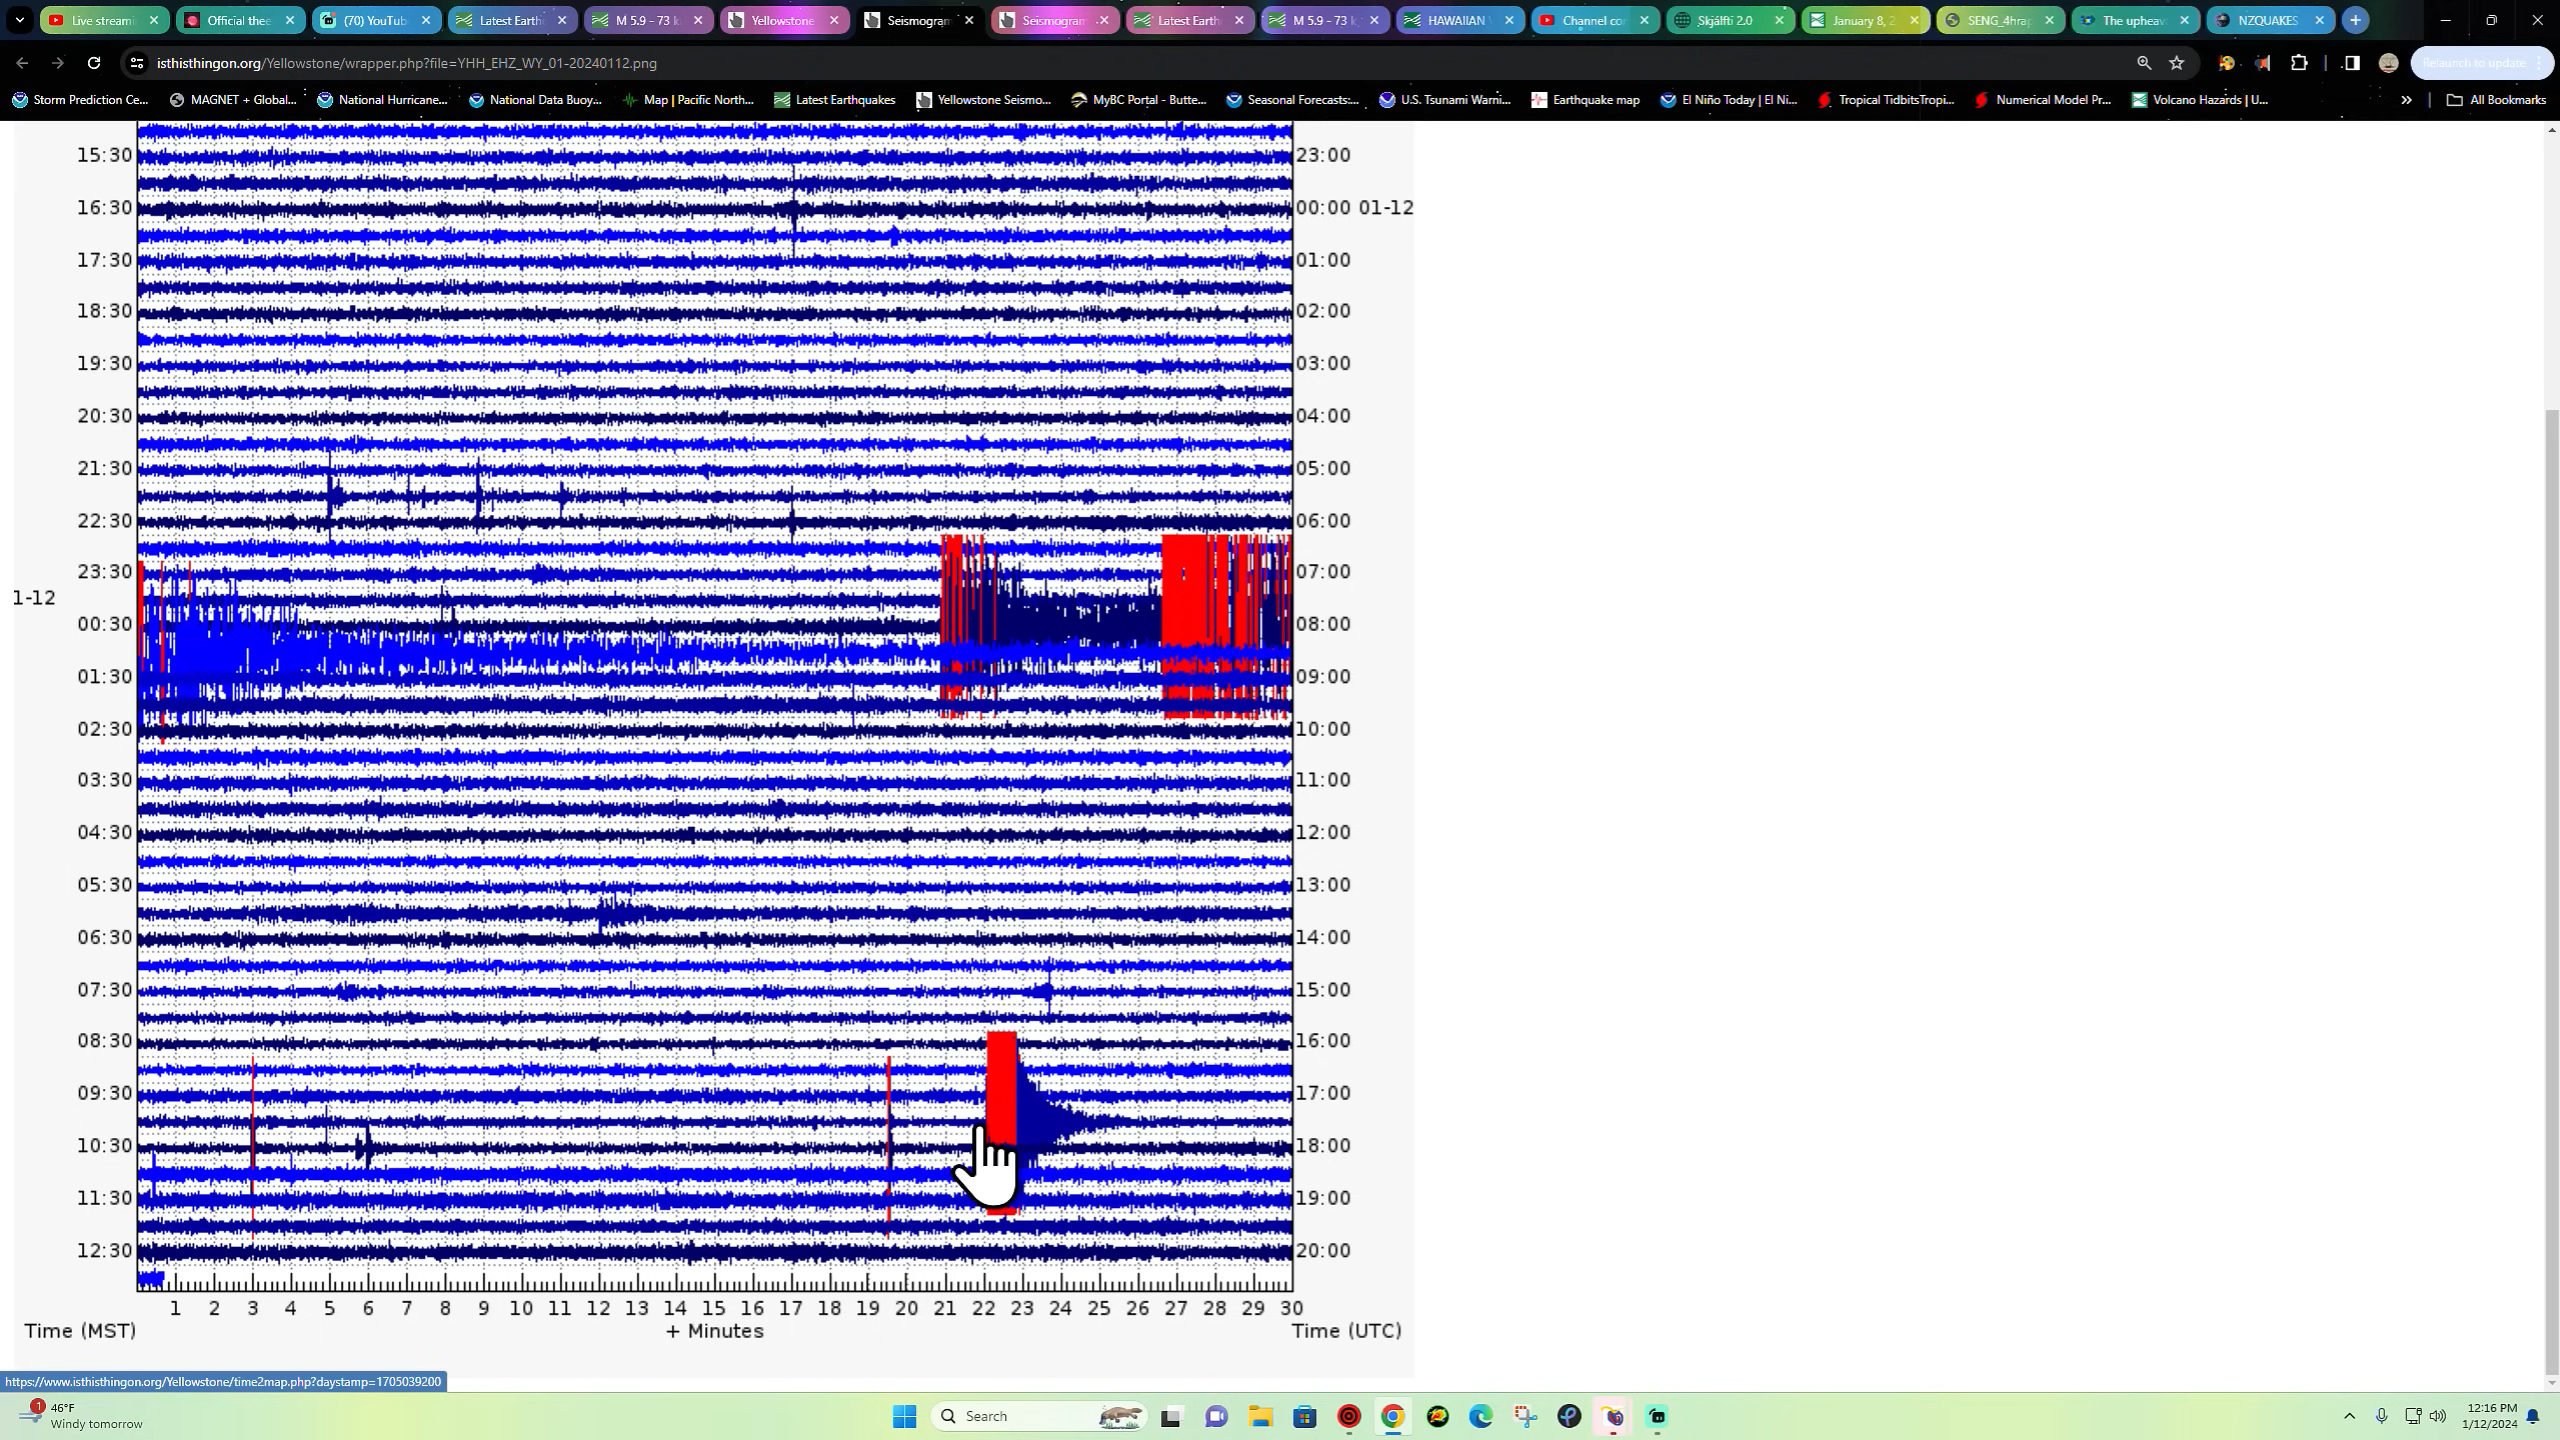 Live streami
Official thee
(70) YouTub
Latest Earth
M 5.9 - 73 k
Yellowstone
Seismogram
Seismogram
Latest Earth
M 5.9 - 73 k
HAWAIIAN
Channel co
Skjálfti 2.0
January 8, 2
SENG_4hra
The upheav
NZQUAKES
isthisthingon.org/Yellowstone/wrapper.php?file=YHH_EHZ_WY_01-20240112.png
Relaunch to update
Storm Prediction Ce...
MAGNET + Global...
National Hurricane...
National Data Buoy...
Map | Pacific North...
Latest Earthquakes
Yellowstone Seismo...
MyBC Portal - Butte...
Seasonal Forecasts:...
U.S. Tsunami Warni...
Earthquake map
El Niño Today | El Ni...
Tropical TidbitsTropi...
Numerical Model Pr...
Volcano Hazards | U...
All Bookmarks
15:30 23:00
16:30 00:00 01-12
17:30 01:00
18:30 02:00
19:30 03:00
20:30 04:00
21:30 05:00
22:30 06:00
23:30 07:00
1-12
00:30 08:00
01:30 09:00
02:30 10:00
03:30 11:00
04:30 12:00
05:30 13:00
06:30 14:00
07:30 15:00
08:30 16:00
09:30 17:00
10:30 18:00
11:30 19:00
12:30 20:00
1 2 3 4 5 6 7 8 9 10 11 12 13 14 15 16 17 18 19 20 21 22 23 24 25 26 27 28 29 30
Time (MST) + Minutes Time (UTC)
https://www.isthisthingon.org/Yellowstone/time2map.php?daystamp=1705039200
1
46°F
Windy tomorrow
Search
12:16 PM
1/12/2024